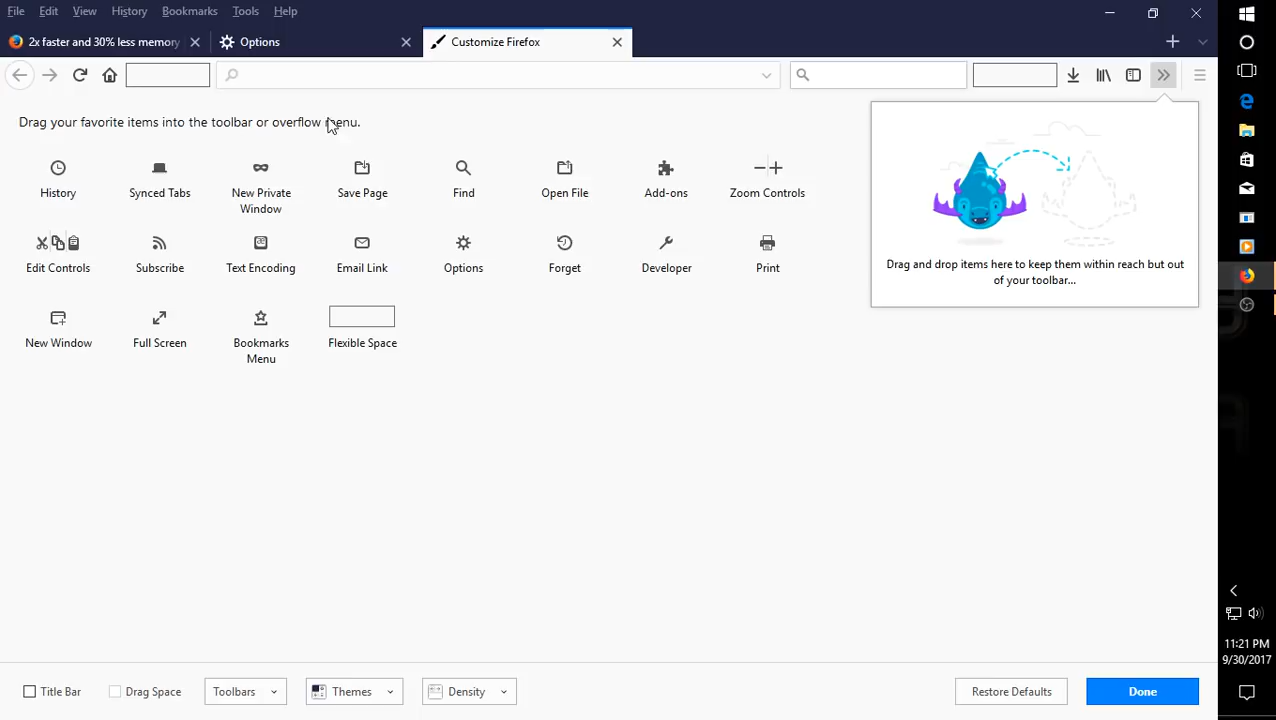 File Edit View History Bookmarks Tools Help
2x faster and 30% less memory
Options
Customize Firefox
Drag your favorite items into the toolbar or overflow menu.
History
Synced Tabs
New Private
Window
Save Page
Find
Open File
Add-ons
Zoom Controls
Edit Controls
Subscribe
Text Encoding
Email Link
Options
Forget
Developer
Print
New Window
Full Screen
Bookmarks
Menu
Flexible Space
Drag and drop items here to keep them within reach but out
of your toolbar...
Title Bar
Drag Space
Toolbars
Themes
Density
Restore Defaults
Done
11:21 PM
9/30/2017